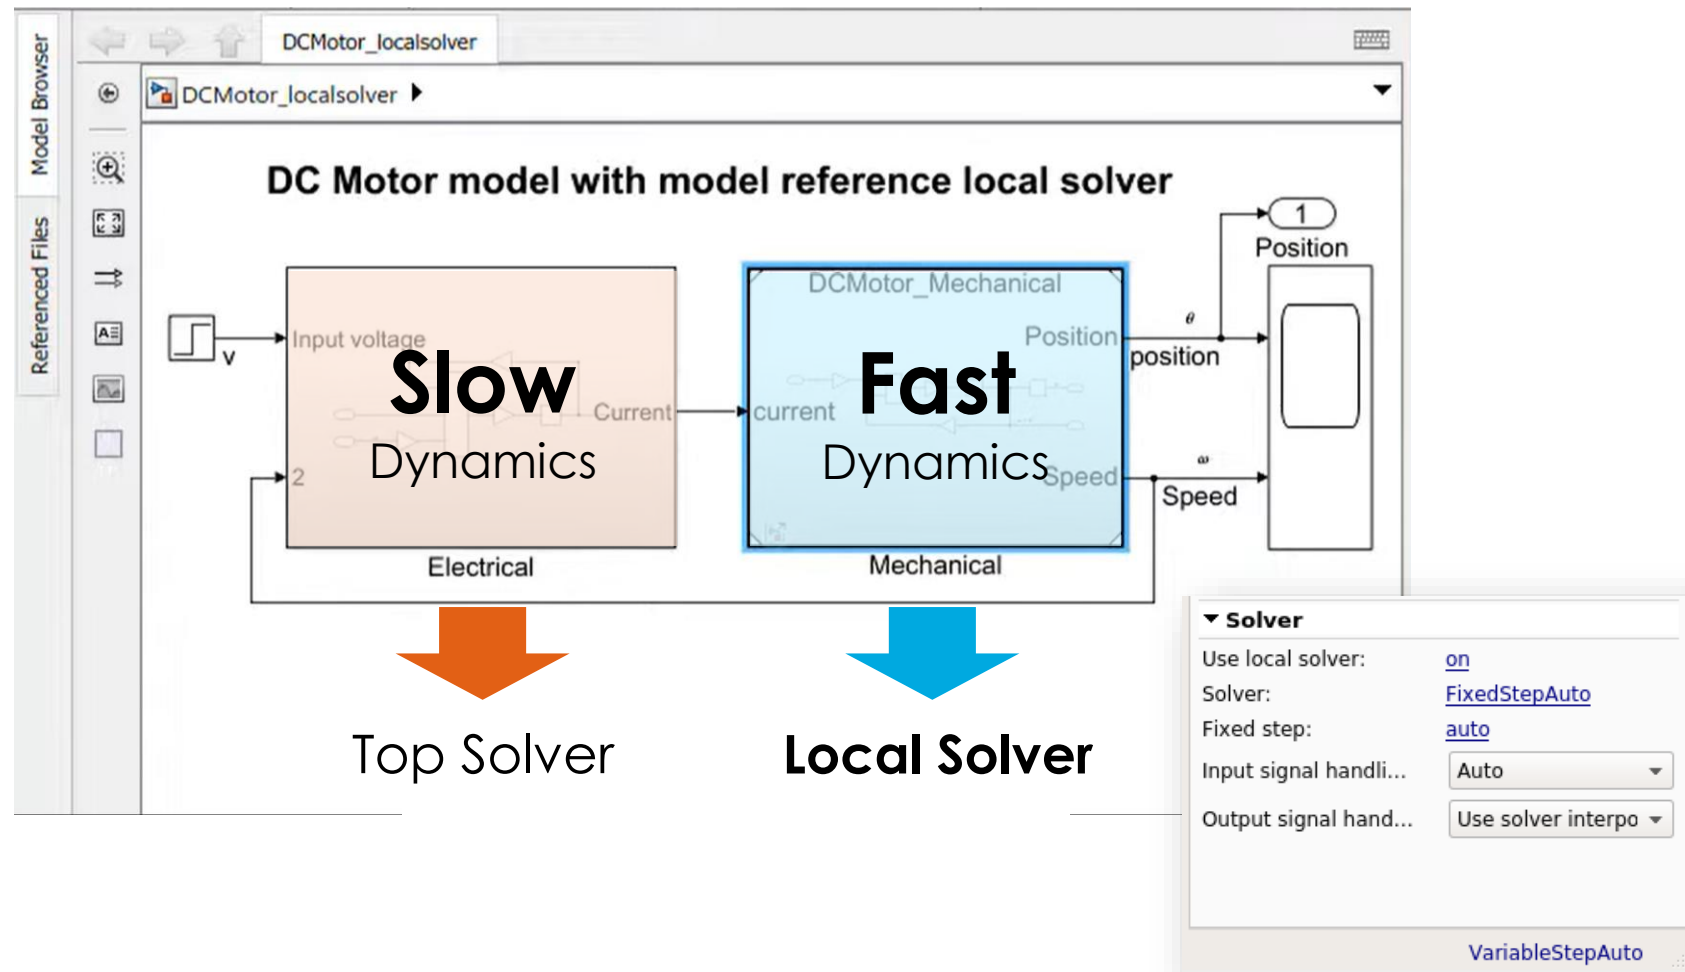 Model Browser
Referenced Files
DCMotor_localsolver
DCMotor_localsolver
DC Motor model with model reference local solver
1
Position
DCMotor_Mechanical
Input voltage
Position
θ
position
v
Slow
Fast
Current
current
Dynamics
Dynamics
2
Speed
ω
Speed
Electrical
Mechanical
Top Solver
Local Solver
Solver
Use local solver: on
Solver: FixedStepAuto
Fixed step: auto
Input signal handli... Auto
Output signal hand... Use solver interpo
VariableStepAuto